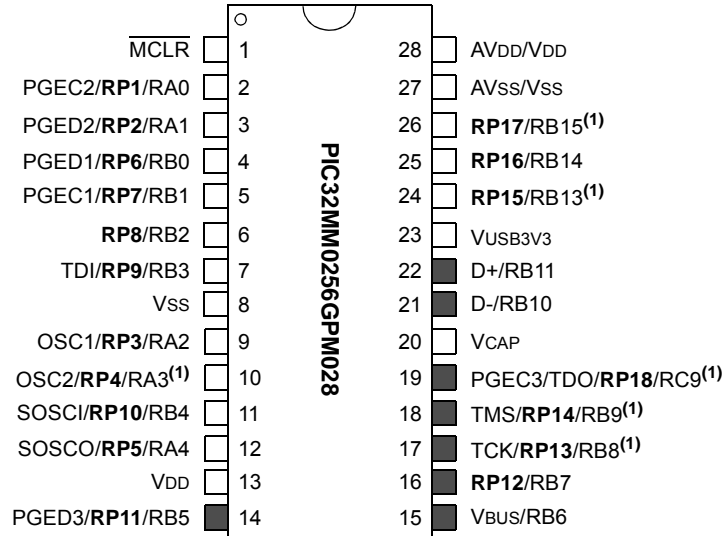 MCLR 1
PGEC2/RP1/RA0 2
PGED2/RP2/RA1 3
PGED1/RP6/RB0 4
PGEC1/RP7/RB1 5
RP8/RB2 6
TDI/RP9/RB3 7
VSS 8
OSC1/RP3/RA2 9
OSC2/RP4/RA3(1) 10
SOSCI/RP10/RB4 11
SOSCO/RP5/RA4 12
VDD 13
PGED3/RP11/RB5 14
PIC32MM0256GPM028
28 AVDD/VDD
27 AVSS/VSS
26 RP17/RB15(1)
25 RP16/RB14
24 RP15/RB13(1)
23 VUSB3V3
22 D+/RB11
21 D-/RB10
20 VCAP
19 PGEC3/TDO/RP18/RC9(1)
18 TMS/RP14/RB9(1)
17 TCK/RP13/RB8(1)
16 RP12/RB7
15 VBUS/RB6